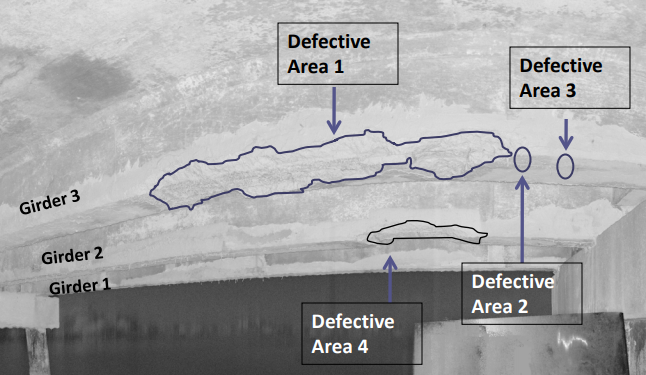 Defective
Area 1
Defective
Area 3
Girder 3
Girder 2
Girder 1
Defective
Area 2
Defective
Area 4